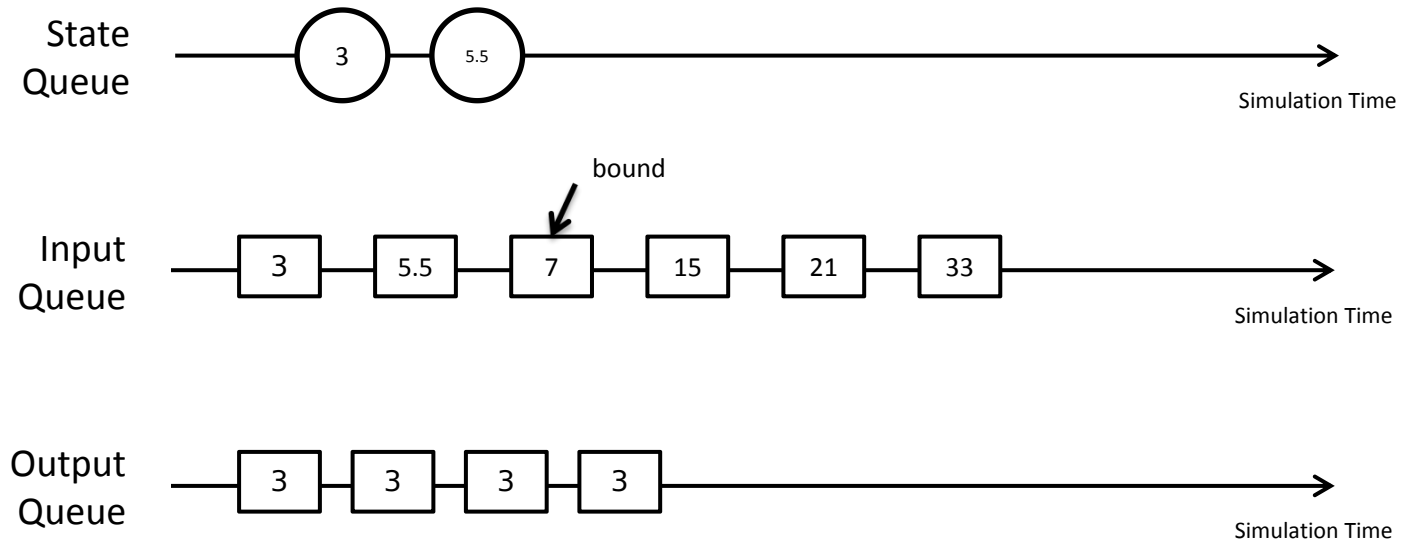 State
Queue
3
5.5
Simulation Time
bound
Input
Queue
3
5.5
7
15
21
33
Simulation Time
Output
Queue
3
3
3
3
Simulation Time